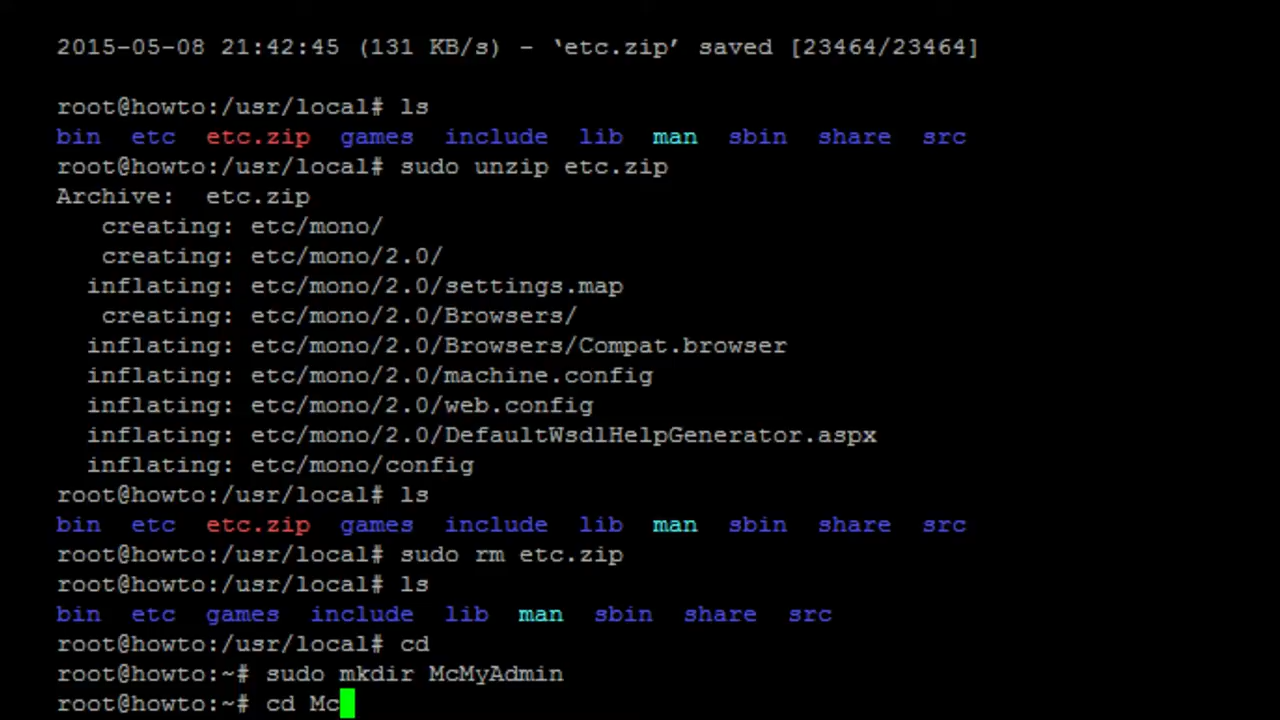 2015-05-08 21:42:45 (131 KB/s) - ‘etc.zip’ saved [23464/23464]
root@howto:/usr/local# ls
bin etc etc.zip games include lib man sbin share src
root@howto:/usr/local# sudo unzip etc.zip
Archive: etc.zip
creating: etc/mono/
creating: etc/mono/2.0/
inflating: etc/mono/2.0/settings.map
creating: etc/mono/2.0/Browsers/
inflating: etc/mono/2.0/Browsers/Compat.browser
inflating: etc/mono/2.0/machine.config
inflating: etc/mono/2.0/web.config
inflating: etc/mono/2.0/DefaultWsdlHelpGenerator.aspx
inflating: etc/mono/config
root@howto:/usr/local# ls
bin etc etc.zip games include lib man sbin share src
root@howto:/usr/local# sudo rm etc.zip
root@howto:/usr/local# ls
bin etc games include lib man sbin share src
root@howto:/usr/local# cd
root@howto:~# sudo mkdir McMyAdmin
root@howto:~# cd Mc